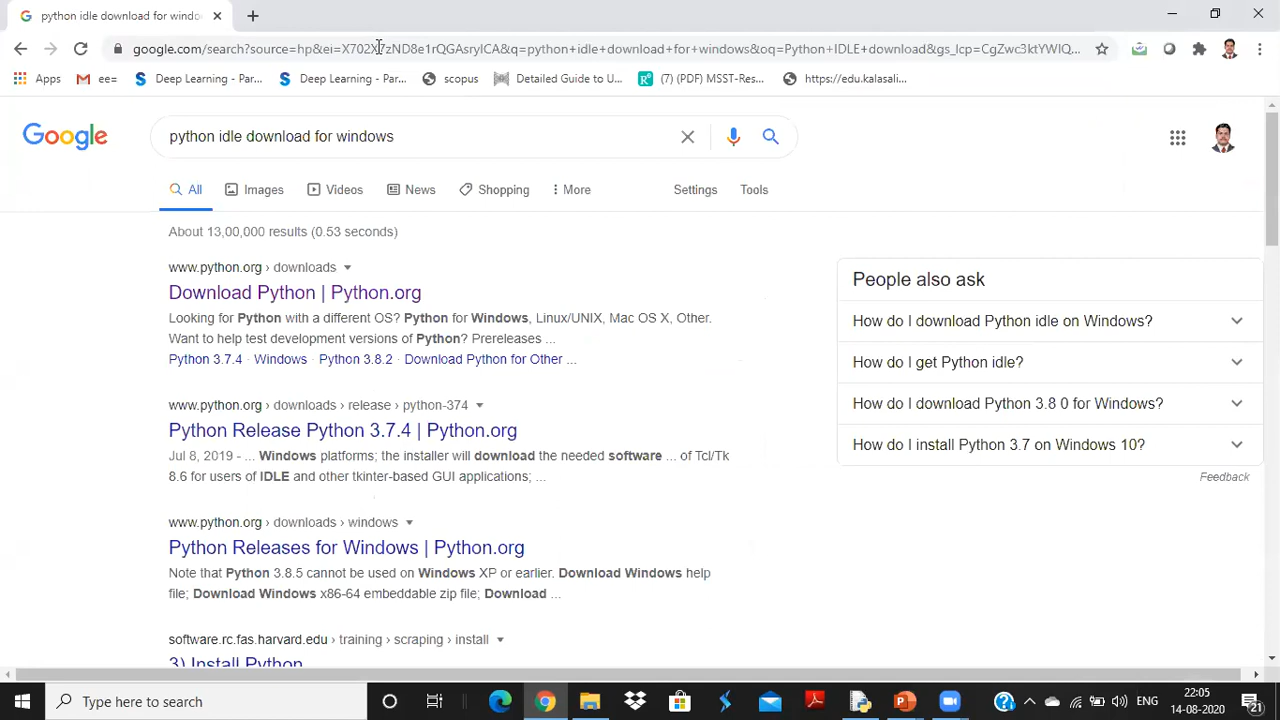 python idle download for windo
google.com/search?source=hp&ei=X702X7zND8e1rQGAsrylCA&q=python+idle+download+for+windows&oq=Python+IDLE+download&gs_lcp=CgZwc3ktYWIQ...
Apps
ee=
Deep Learning - Par...
Deep Learning - Par...
scopus
Detailed Guide to U...
(7) (PDF) MSST-Res...
https://edu.kalasali...
Google
python idle download for windows
All
Images
Videos
News
Shopping
More
Settings
Tools
About 13,00,000 results (0.53 seconds)
www.python.org › downloads
Download Python | Python.org
Looking for Python with a different OS? Python for Windows, Linux/UNIX, Mac OS X, Other.
Want to help test development versions of Python? Prereleases ...
Python 3.7.4 · Windows · Python 3.8.2 · Download Python for Other ...
www.python.org › downloads › release › python-374
Python Release Python 3.7.4 | Python.org
Jul 8, 2019 - ... Windows platforms; the installer will download the needed software ... of Tcl/Tk
8.6 for users of IDLE and other tkinter-based GUI applications; ...
www.python.org › downloads › windows
Python Releases for Windows | Python.org
Note that Python 3.8.5 cannot be used on Windows XP or earlier. Download Windows help
file; Download Windows x86-64 embeddable zip file; Download ...
software.rc.fas.harvard.edu › training › scraping › install
3) Install Python
People also ask
How do I download Python idle on Windows?
How do I get Python idle?
How do I download Python 3.8 0 for Windows?
How do I install Python 3.7 on Windows 10?
Feedback
Type here to search
ENG
22:05
14-08-2020
21